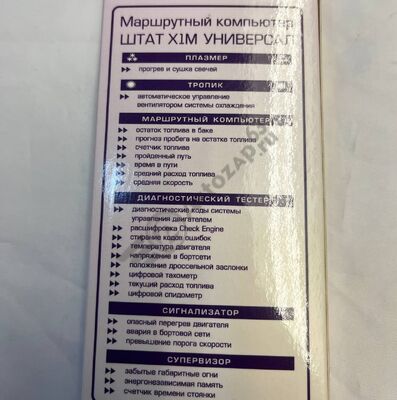 Маршрутный компьютер
ШТАТ X1М УНИВЕРСАЛ
ПЛАЗМЕР
прогрев и сушка свечей
ТРОПИК
автоматическое управление
вентилятором системы охлаждения
МАРШРУТНЫЙ КОМПЬЮТЕР
остаток топлива в баке
прогноз пробега на остатке топлива
счетчик топлива
пройденный путь
время в пути
средний расход топлива
средняя скорость
ДИАГНОСТИЧЕСКИЙ ТЕСТЕР
диагностические коды системы
управления двигателем
расшифровка Check Engine
стирание кодов ошибок
температура двигателя
напряжение в бортсети
положение дроссельной заслонки
цифровой тахометр
текущий расход топлива
цифровой спидометр
СИГНАЛИЗАТОР
опасный перегрев двигателя
авария в бортовой сети
превышение порога скорости
СУПЕРВИЗОР
забытые габаритные огни
энергонезависимая память
счетчик времени стоянки